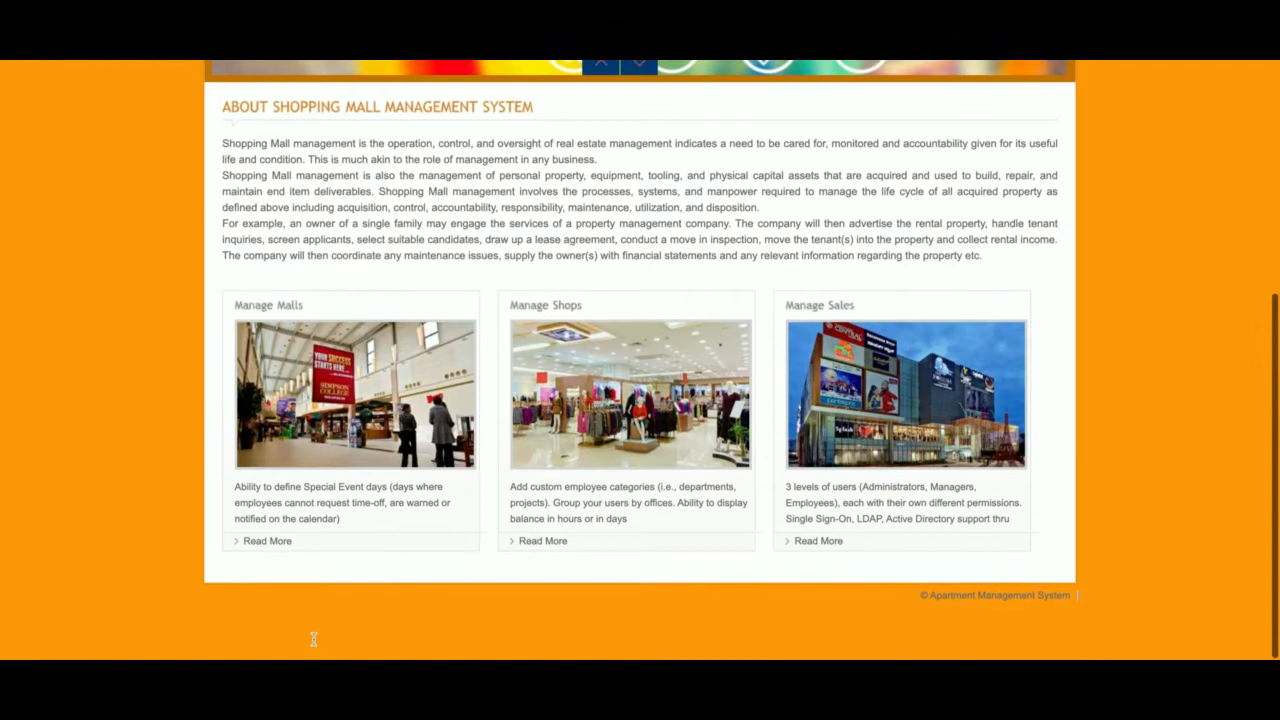 ABOUT SHOPPING MALL MANAGEMENT SYSTEM
Shopping Mall management is the operation, control, and oversight of real estate management indicates a need to be cared for, monitored and accountability given for its useful
life and condition. This is much akin to the role of management in any business.
Shopping Mall management is also the management of personal property, equipment, tooling, and physical capital assets that are acquired and used to build, repair, and
maintain end item deliverables. Shopping Mall management involves the processes, systems, and manpower required to manage the life cycle of all acquired property as
defined above including acquisition, control, accountability, responsibility, maintenance, utilization, and disposition.
For example, an owner of a single family may engage the services of a property management company. The company will then advertise the rental property, handle tenant
inquiries, screen applicants, select suitable candidates, draw up a lease agreement, conduct a move in inspection, move the tenant(s) into the property and collect rental income.
The company will then coordinate any maintenance issues, supply the owner(s) with financial statements and any relevant information regarding the property etc.
Manage Malls
YOUR SUCCESS
STARTS HERE...
SIMPSON
COLLEGE
Ability to define Special Event days (days where
employees cannot request time-off, are warned or
notified on the calendar)
Read More
Manage Shops
Add custom employee categories (i.e., departments,
projects). Group your users by offices. Ability to display
balance in hours or in days
Read More
Manage Sales
CENTRAL
Splash
3 levels of users (Administrators, Managers,
Employees), each with their own different permissions.
Single Sign-On, LDAP, Active Directory support thru
Read More
© Apartment Management System |